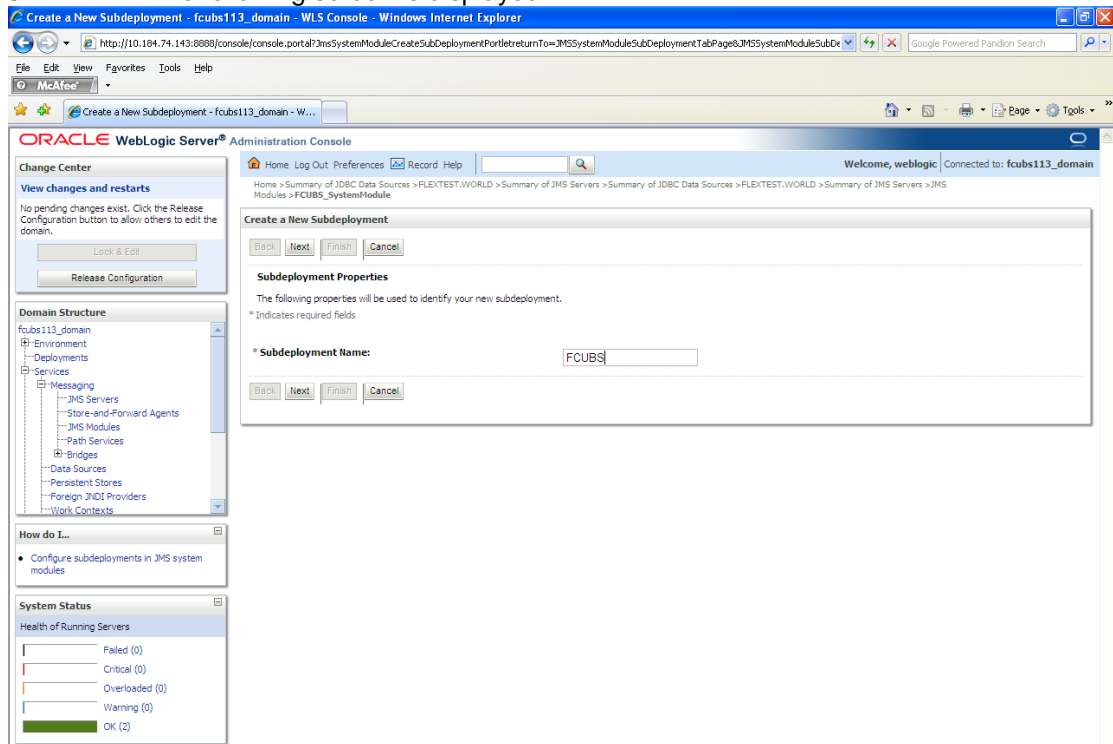 Create a New Subdeployment - fcubs113_domain - WLS Console - Windows Internet Explorer
http://10.184.74.143:8888/console/console.portal?JmsSystemModuleCreateSubDeploymentPortletreturnTo=JMSSystemModuleSubDeploymentTabPage&JMSSystemModuleSubDe
Google Powered Pandion Search
File Edit View Favorites Tools Help
McAfee
Create a New Subdeployment - fcubs113_domain - W...
Page Tools
ORACLE WebLogic Server® Administration Console
Change Center
View changes and restarts
No pending changes exist. Click the Release
Configuration button to allow others to edit the
domain.
Lock & Edit
Release Configuration
Domain Structure
fcubs113_domain
Environment
Deployments
Services
Messaging
JMS Servers
Store-and-Forward Agents
JMS Modules
Path Services
Bridges
Data Sources
Persistent Stores
Foreign JNDI Providers
Work Contexts
How do I...
Configure subdeployments in JMS system
modules
System Status
Health of Running Servers
Failed (0)
Critical (0)
Overloaded (0)
Warning (0)
OK (2)
Home Log Out Preferences Record Help
Welcome, weblogic Connected to: fcubs113_domain
Home >Summary of JDBC Data Sources >FLEXTEST.WORLD >Summary of JMS Servers >Summary of JDBC Data Sources >FLEXTEST.WORLD >Summary of JMS Servers >JMS
Modules >FCUBS_SystemModule
Create a New Subdeployment
Back Next Finish Cancel
Subdeployment Properties
The following properties will be used to identify your new subdeployment.
* Indicates required fields
* Subdeployment Name: FCUBS
Back Next Finish Cancel